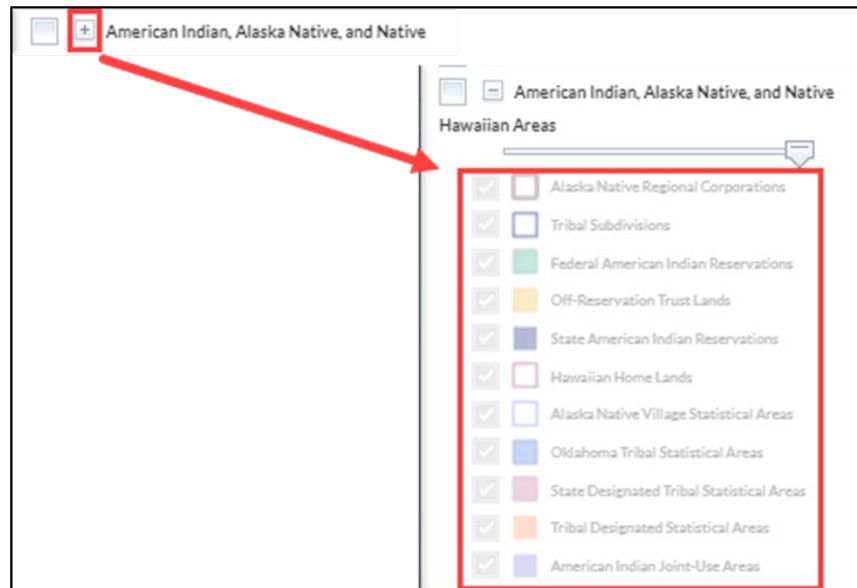 American Indian, Alaska Native, and Native
American Indian, Alaska Native, and Native
Hawaiian Areas
Alaska Native Regional Corporations
Tribal Subdivisions
Federal American Indian Reservations
Off-Reservation Trust Lands
State American Indian Reservations
Hawaiian Home Lands
Alaska Native Village Statistical Areas
Oklahoma Tribal Statistical Areas
State Designated Tribal Statistical Areas
Tribal Designated Statistical Areas
American Indian Joint-Use Areas